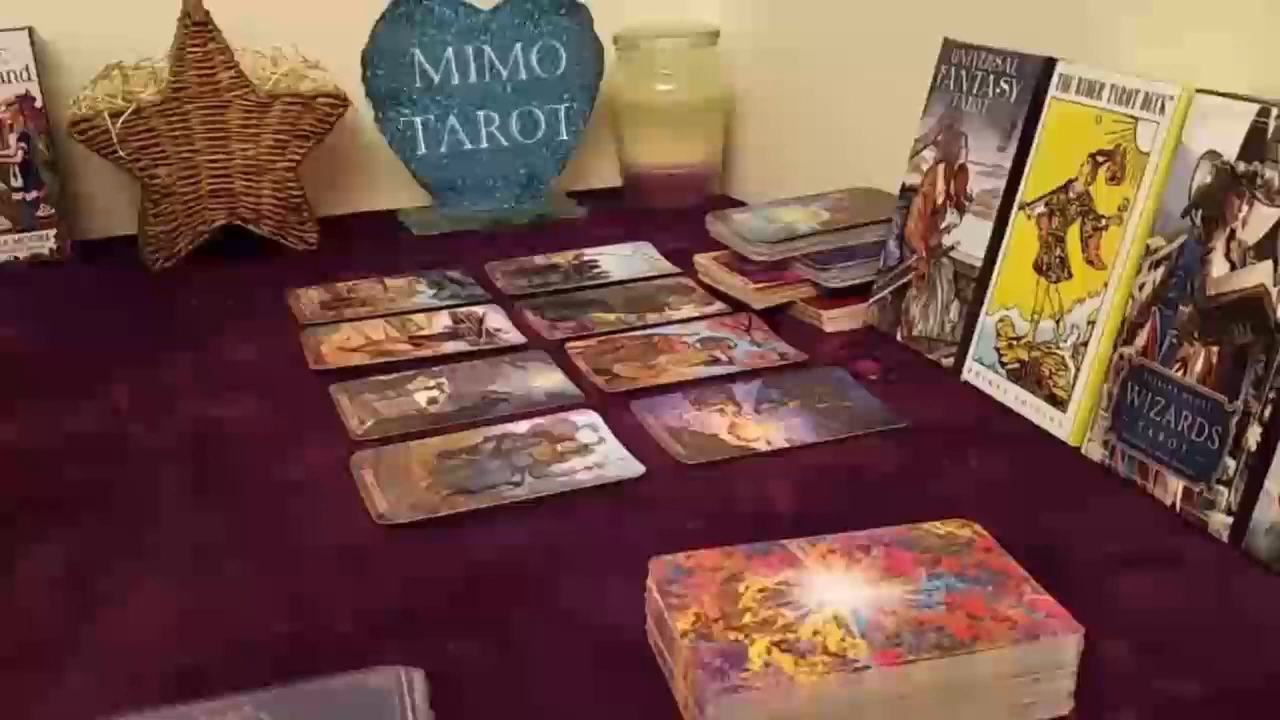 MIMO
TAROT
UNIVERSAL
FANTASY
TAROT
THE RIDER TAROT DECK
WIZARDS
TAROT